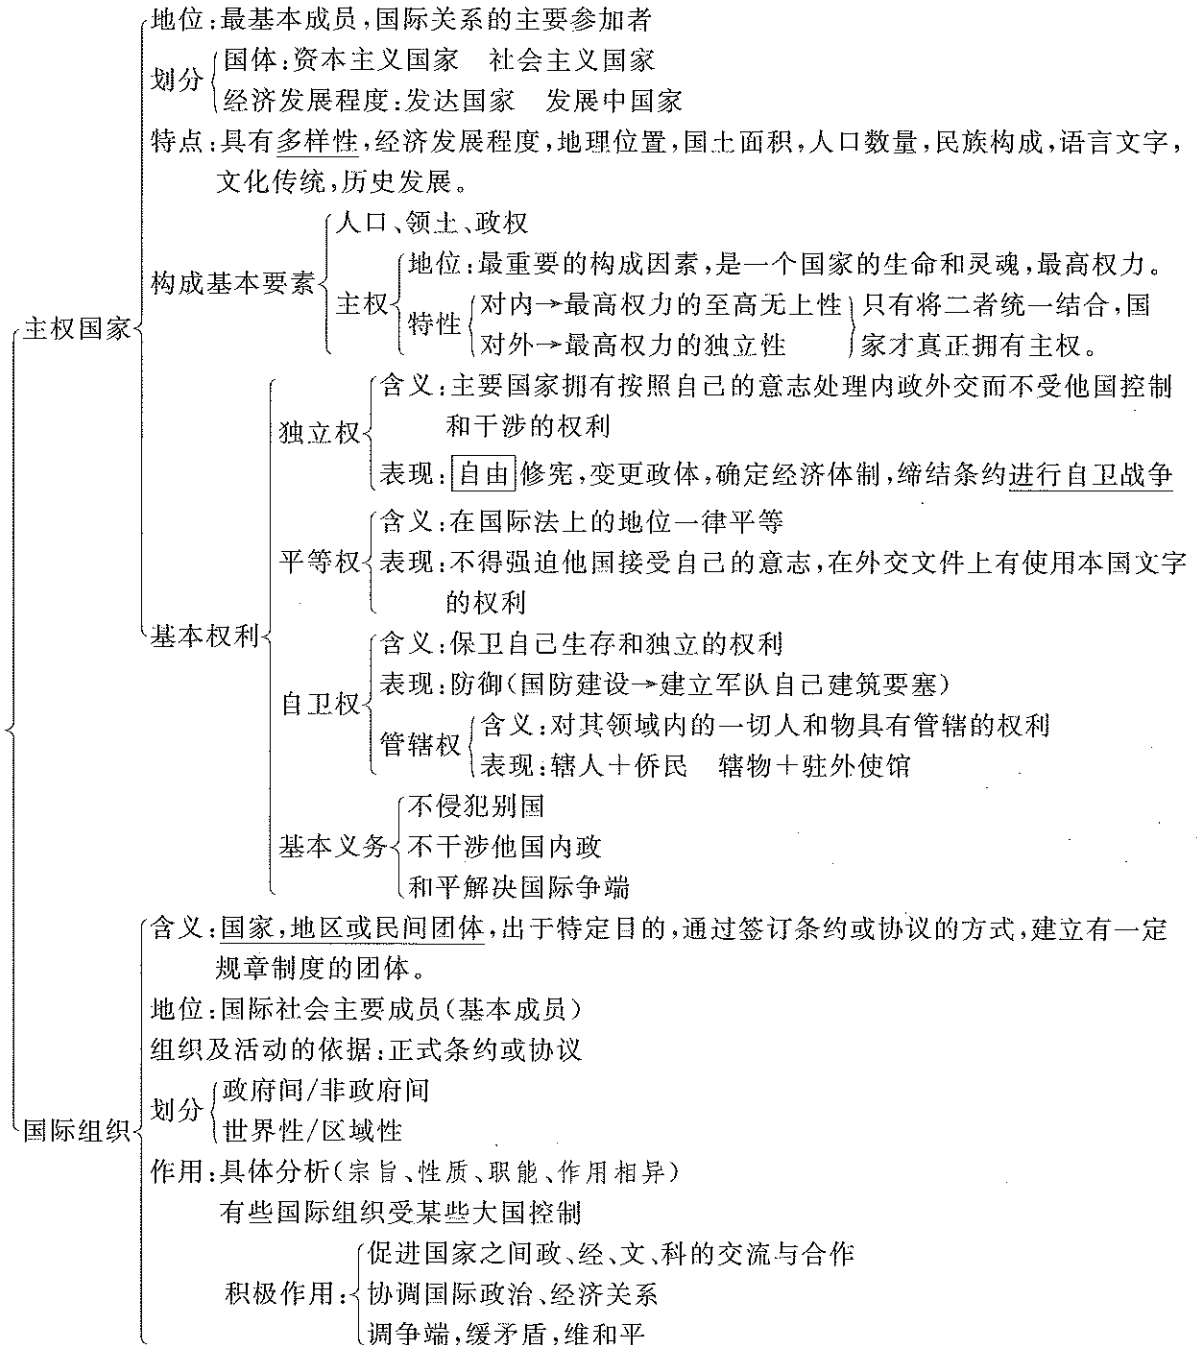 地位:最基本成员,国际关系的主要参加者
划分
国体:资本主义国家 社会主义国家
经济发展程度:发达国家 发展中国家
特点:具有多样性,经济发展程度,地理位置,国土面积,人口数量,民族构成,语言文字,
文化传统,历史发展。
主权国家
构成基本要素
人口、领土、政权
主权
地位:最重要的构成因素,是一个国家的生命和灵魂,最高权力。
特性
对内→最高权力的至高无上性
对外→最高权力的独立性
只有将二者统一结合,国
家才真正拥有主权。
基本权利
独立权
含义:主要国家拥有按照自己的意志处理内政外交而不受他国控制
和干涉的权利
表现:自由修宪,变更政体,确定经济体制,缔结条约进行自卫战争
平等权
含义:在国际法上的地位一律平等
表现:不得强迫他国接受自己的意志,在外交文件上有使用本国文字
的权利
自卫权
含义:保卫自己生存和独立的权利
表现:防御(国防建设→建立军队自己建筑要塞)
管辖权
含义:对其领域内的一切人和物具有管辖的权利
表现:辖人+侨民 辖物+驻外使馆
基本义务
不侵犯别国
不干涉他国内政
和平解决国际争端
国际组织
含义:国家,地区或民间团体,出于特定目的,通过签订条约或协议的方式,建立有一定
规章制度的团体。
地位:国际社会主要成员(基本成员)
组织及活动的依据:正式条约或协议
划分
政府间/非政府间
世界性/区域性
作用:具体分析(宗旨、性质、职能、作用相异)
有些国际组织受某些大国控制
积极作用:
促进国家之间政、经、文、科的交流与合作
协调国际政治、经济关系
调争端,缓矛盾,维和平